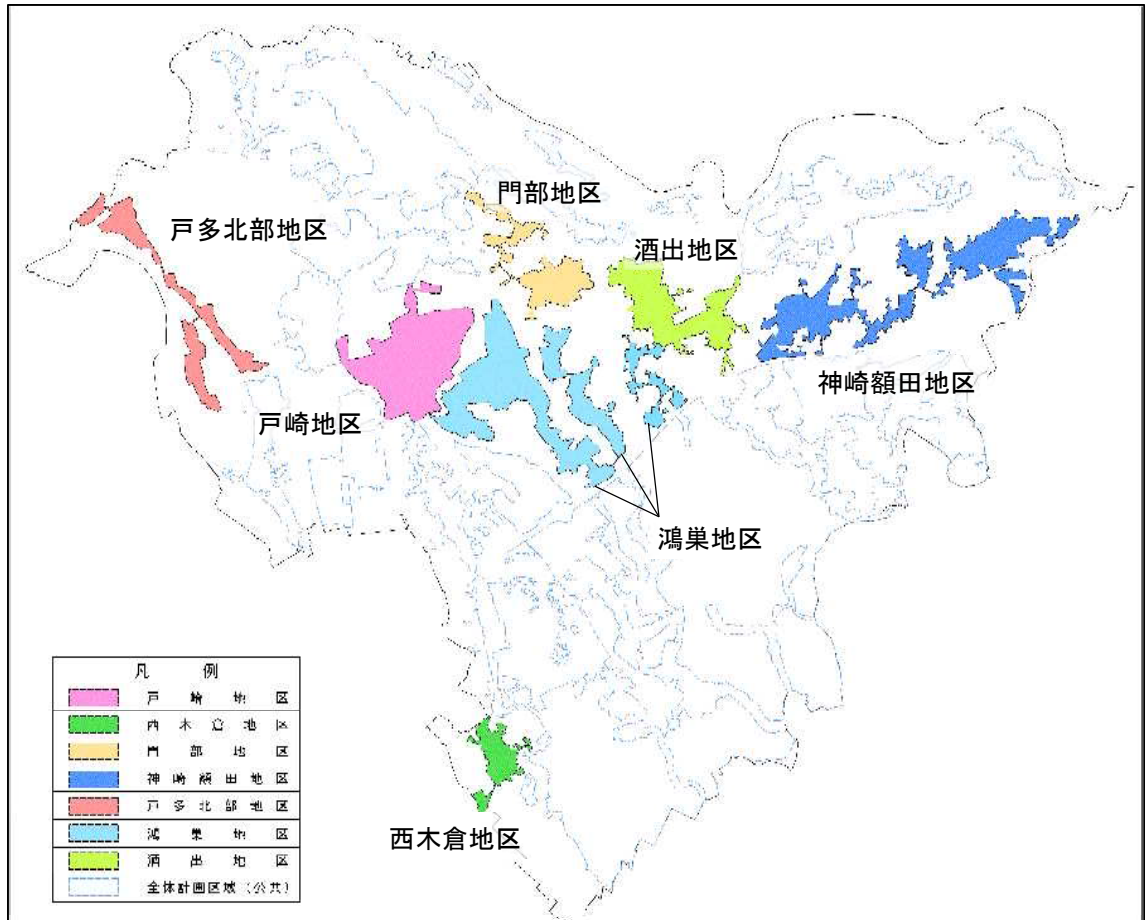 門部地区
戸多北部地区
酒出地区
神崎額田地区
戸崎地区
鴻巣地区
西木倉地区
凡 例
戸 崎 地 区
西 木 倉 地 区
門 部 地 区
神 崎 額 田 地 区
戸 多 北 部 地 区
鴻 巣 地 区
酒 出 地 区
全体計画区域(公共)